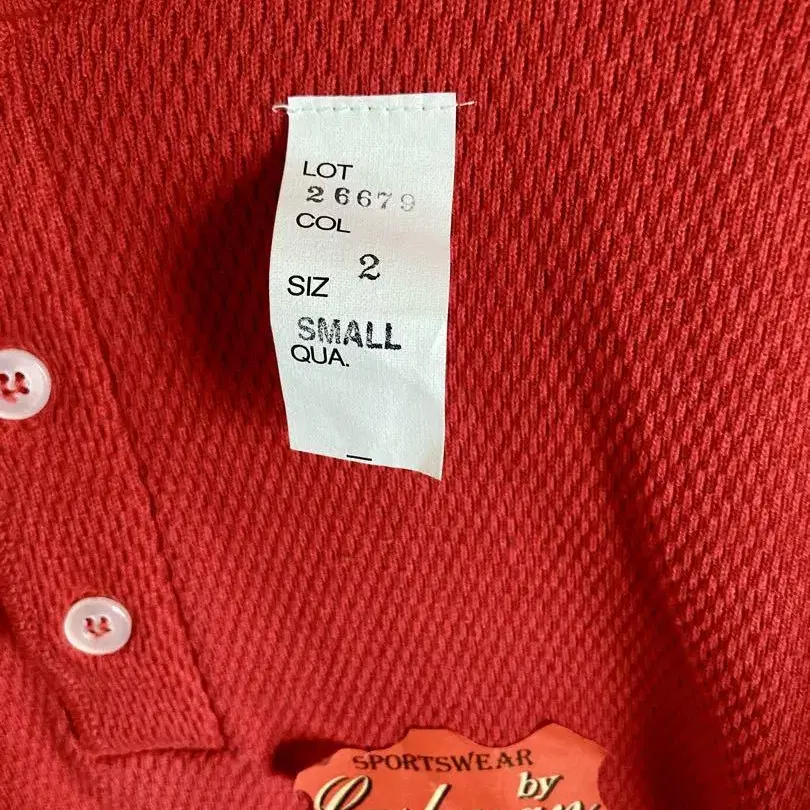 LOT
26679
COL
2
SIZ
SMALL
QUA.
SPORTSWEAR
by